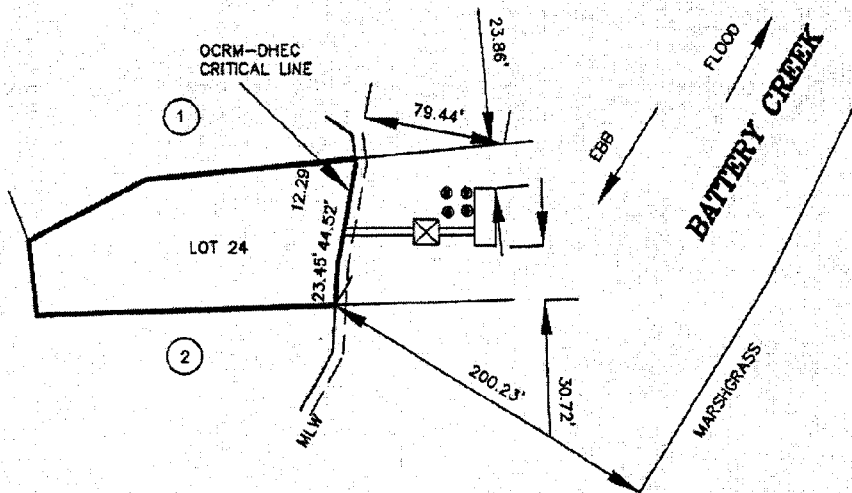 OCRM-DHEC
CRITICAL LINE
1
79.44'
23.86'
FLOOD
EBB
BATTERY CREEK
12.29
LOT 24
23.45' 44.52'
2
MLW
200.23'
30.72'
MARSHGRASS